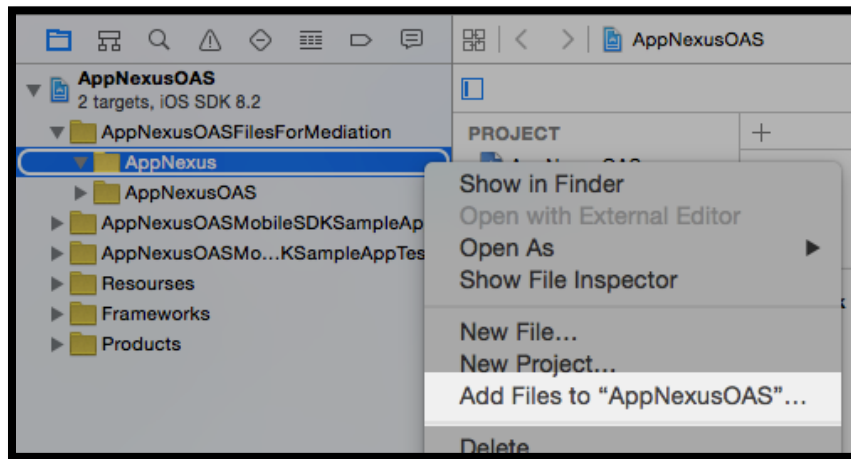 AppNexusOAS
AppNexusOAS
2 targets, iOS SDK 8.2
AppNexusOASFilesForMediation
AppNexus
AppNexusOAS
AppNexusOASMobileSDKSampleAp
AppNexusOASMo...KSampleAppTes
Resourses
Frameworks
Products
PROJECT
Show in Finder
Open with External Editor
Open As
Show File Inspector
New File...
New Project...
Add Files to “AppNexusOAS”...
Delete